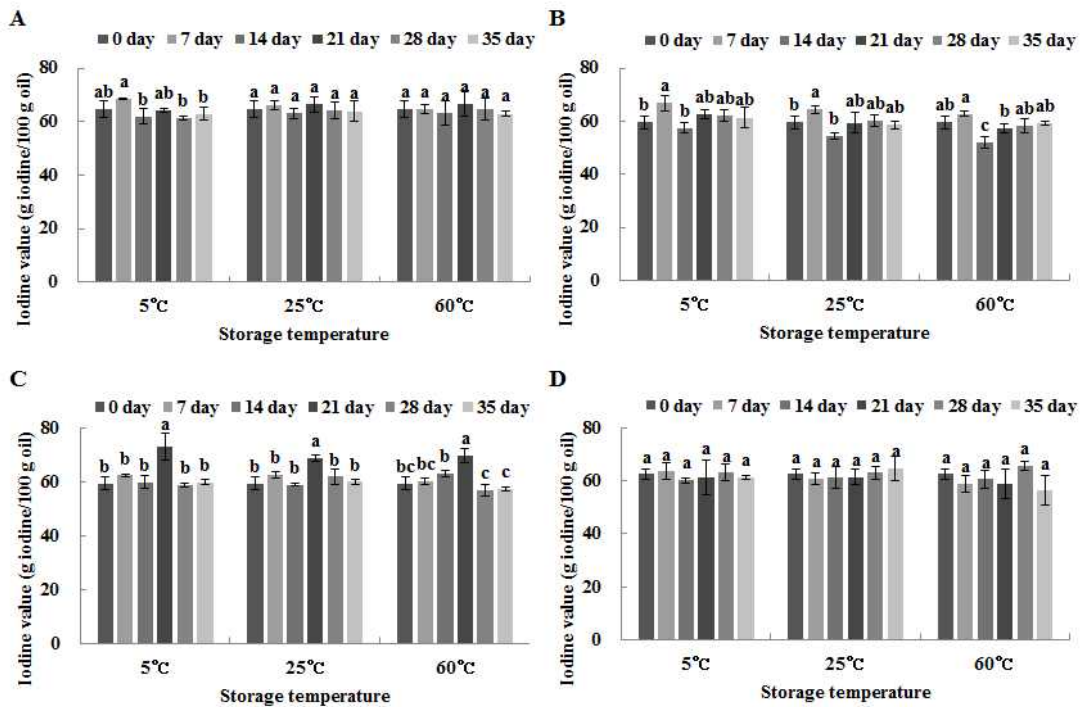 A
0 day 7 day 14 day 21 day 28 day 35 day
80
60
40
20
0
Iodine value (g iodine/100 g oil)
ab a b ab b b
a a a a a a
a a a a a a
5℃ 25℃ 60℃
Storage temperature
B
0 day 7 day 14 day 21 day 28 day 35 day
80
60
40
20
0
Iodine value (g iodine/100 g oil)
b a b ab ab ab
b a b ab ab ab
ab a c b ab ab
5℃ 25℃ 60℃
Storage temperature
C
0 day 7 day 14 day 21 day 28 day 35 day
80
60
40
20
0
Iodine value (g iodine/100 g oil)
b b b a b b
b b b a b b
bc bc b a c c
5℃ 25℃ 60℃
Storage temperature
D
0 day 7 day 14 day 21 day 28 day 35 day
80
60
40
20
0
Iodine value (g iodine/100 g oil)
a a a a a a
a a a a a a
a a a a a a
5℃ 25℃ 60℃
Storage temperature